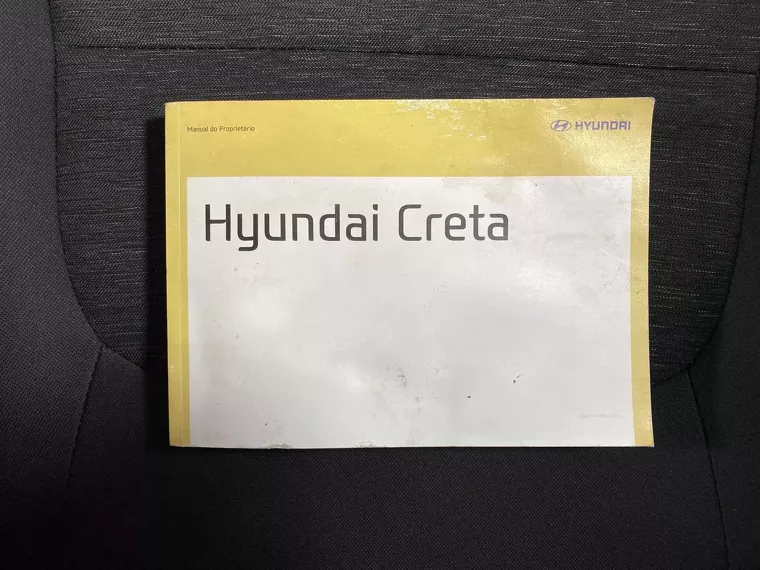 Manual do Proprietário
HYUNDAI
Hyundai Creta